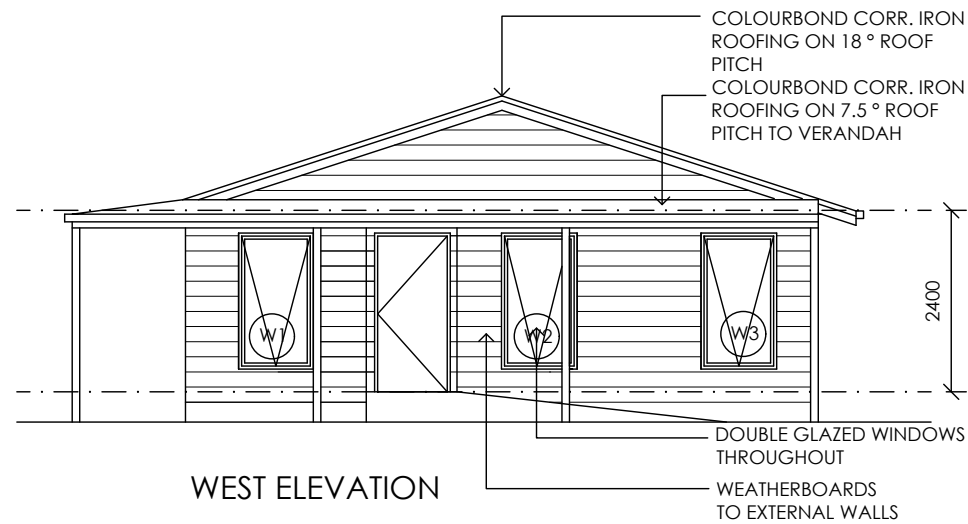 COLOURBOND CORR. IRON
ROOFING ON 18 ° ROOF
PITCH
COLOURBOND CORR. IRON
ROOFING ON 7.5 ° ROOF
PITCH TO VERANDAH
2400
W1
W2
W3
DOUBLE GLAZED WINDOWS
THROUGHOUT
WEST ELEVATION
WEATHERBOARDS
TO EXTERNAL WALLS